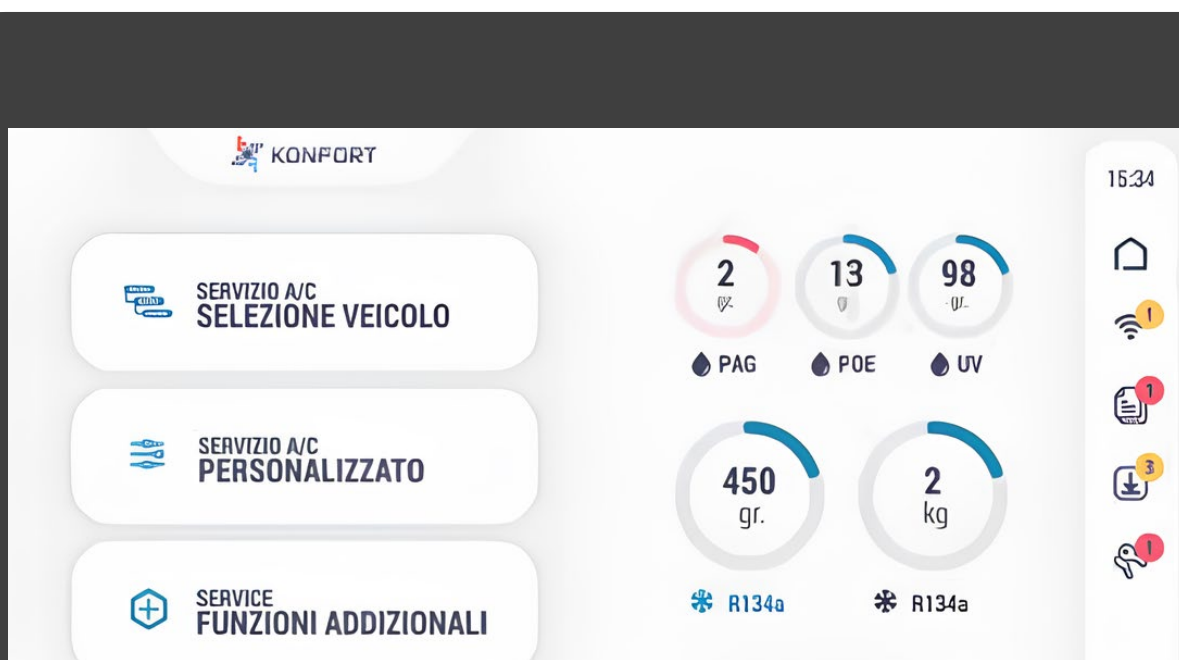 KONFORT
15:34
SERVIZIO A/C
SELEZIONE VEICOLO
SERVIZIO A/C
PERSONALIZZATO
SERVICE
FUNZIONI ADDIZIONALI
2
13
98
PAG
POE
UV
450
gr.
2
kg
R134a
R134a
1
1
3
1